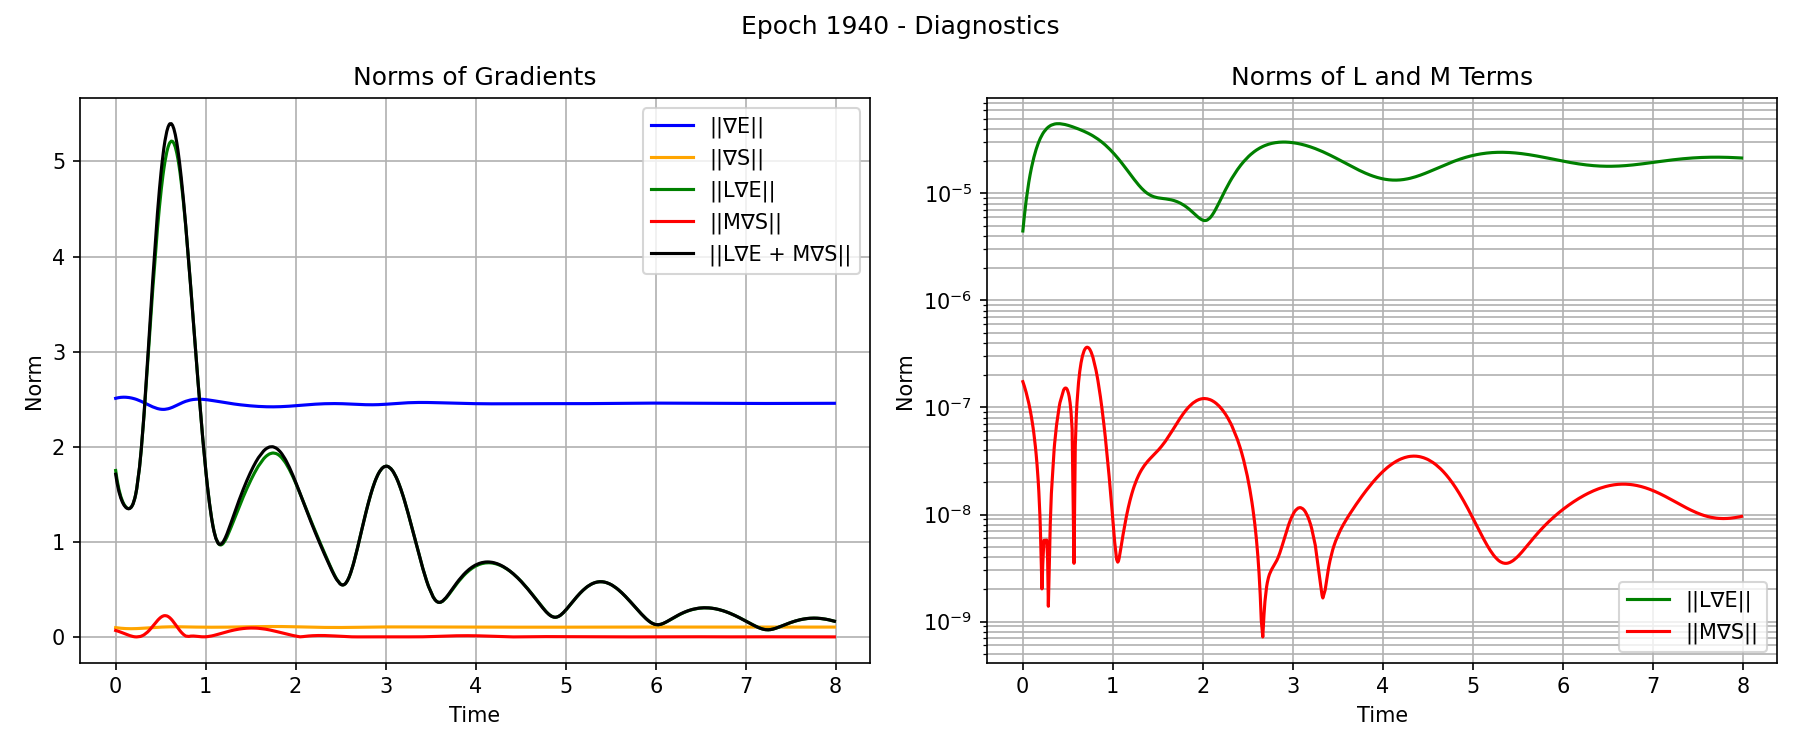 Epoch 1940 - Diagnostics
Norms of Gradients
Norm
5
4
3
2
1
0
0 1 2 3 4 5 6 7 8
Time
||∇E||
||∇S||
||L∇E||
||M∇S||
||L∇E + M∇S||
Norms of L and M Terms
Norm
10⁻⁵
10⁻⁶
10⁻⁷
10⁻⁸
10⁻⁹
0 1 2 3 4 5 6 7 8
Time
||L∇E||
||M∇S||